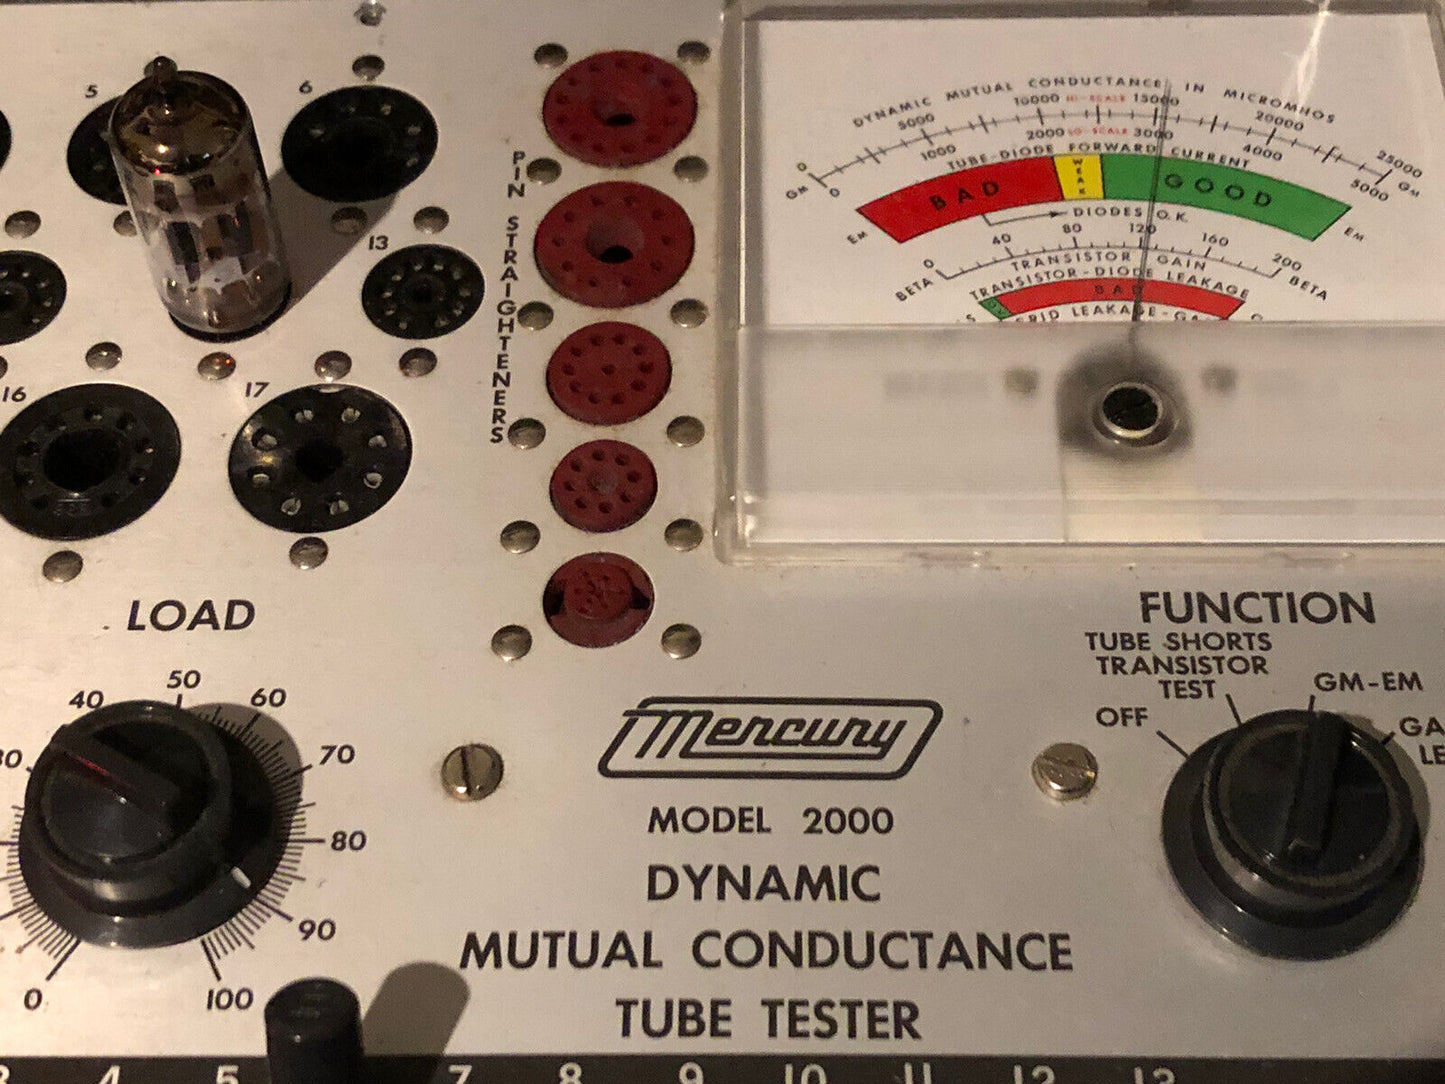 5
6
13
16
17
PIN STRAIGHTENERS
DYNAMIC MUTUAL CONDUCTANCE IN MICROMHOS
0 5000 10000 HI-SCALE 15000 20000 25000
GM 0 1000 2000 LO-SCALE 3000 4000 5000 GM
TUBE-DIODE FORWARD CURRENT
BAD WEAK GOOD
EM DIODES O.K. EM
0 40 80 120 160 200
BETA TRANSISTOR GAIN BETA
TRANSISTOR-DIODE LEAKAGE
BAD
LEAKAGE-
LOAD
0 40 50 60 70 80 90 100
FUNCTION
TUBE SHORTS
TRANSISTOR
TEST
OFF
GM-EM
Mercury
MODEL 2000
DYNAMIC
MUTUAL CONDUCTANCE
TUBE TESTER
3 4 5 7 8 9 10 11 12 13